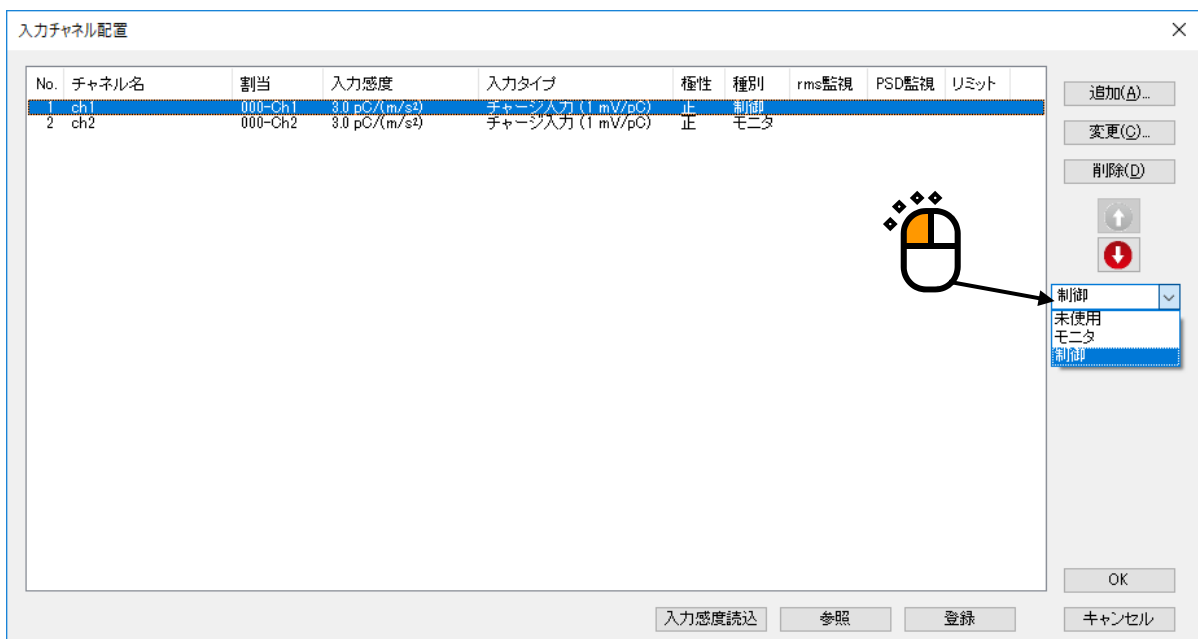 入力チャネル配置
No. チャネル名 割当 入力感度 入力タイプ 極性 種別 rms監視 PSD監視 リミット
1 ch1 000-Ch1 3.0 pC/(m/s²) チャージ入力 (1 mV/pC) 正 制御
2 ch2 000-Ch2 3.0 pC/(m/s²) チャージ入力 (1 mV/pC) 正 モニタ
追加(A)...
変更(C)...
削除(D)
制御
未使用
モニタ
制御
OK
入力感度読込 参照 登録 キャンセル